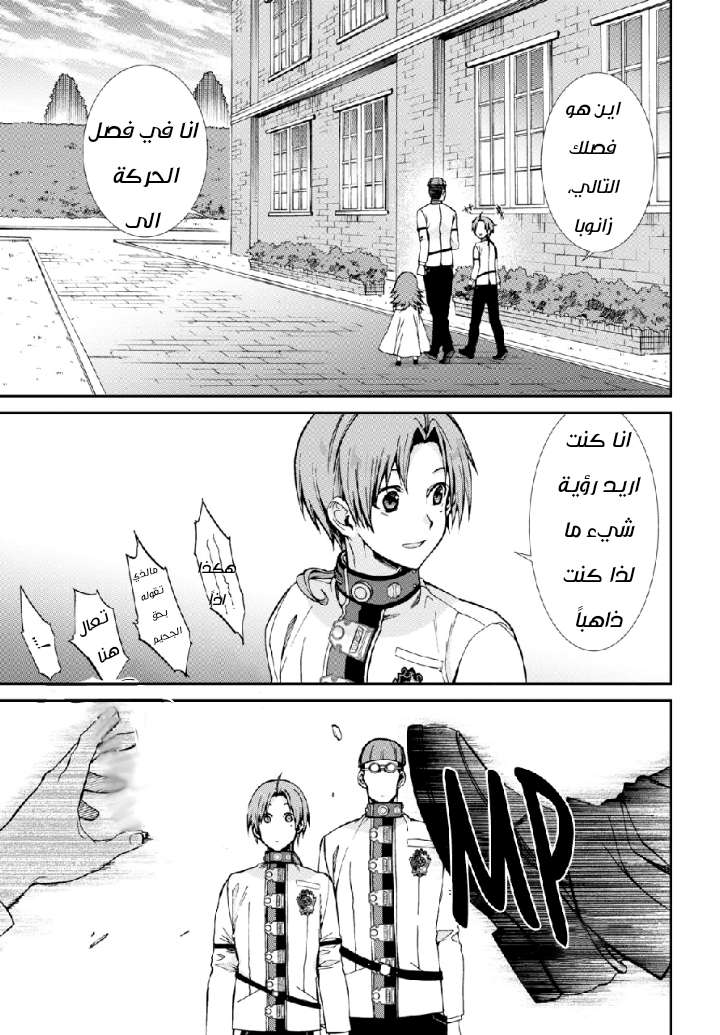 اين هو
فصلك
التالي،
زانوبا
انا في فصل
الحركة
الى
انا كنت
اريد رؤية
شيء ما
لذا كنت
ذاهباً
هكذا
اذا
مالذي
تقوله
بحق
الجحيم
تعال
هنا
...!
MP